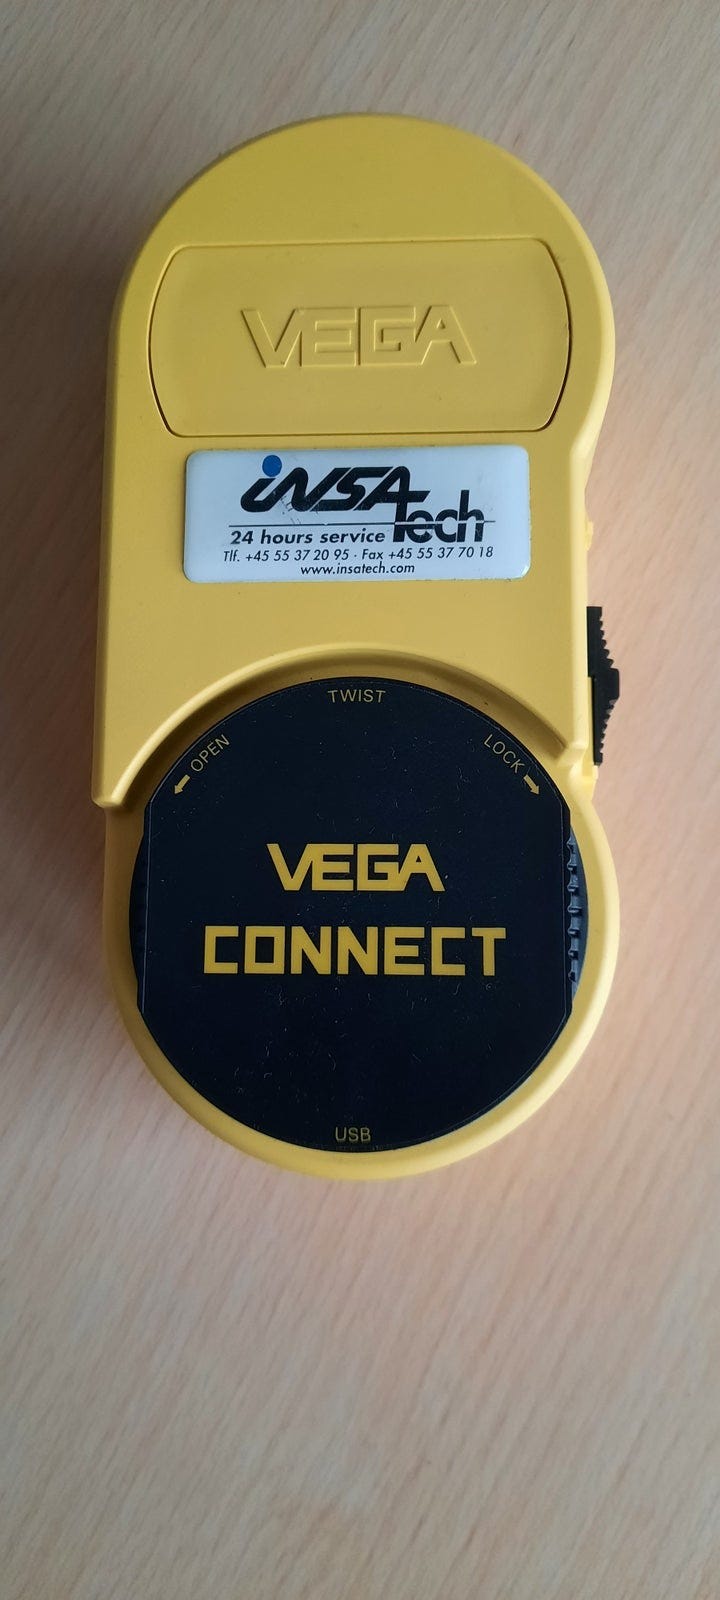 VEGA
iNSATech
24 hours service
Tlf. +45 55 37 20 95 · Fax +45 55 37 70 18
www.insatech.com
TWIST
OPEN
LOCK
VEGA
CONNECT
USB